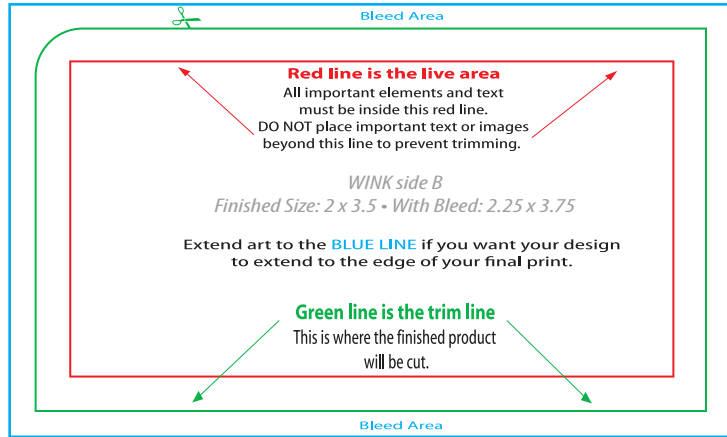 Bleed Area
Red line is the live area
All important elements and text
must be inside this red line.
DO NOT place important text or images
beyond this line to prevent trimming.
WINK side B
Finished Size: 2 x 3.5 • With Bleed: 2.25 x 3.75
Extend art to the BLUE LINE if you want your design
to extend to the edge of your final print.
Green line is the trim line
This is where the finished product
will be cut.
Bleed Area